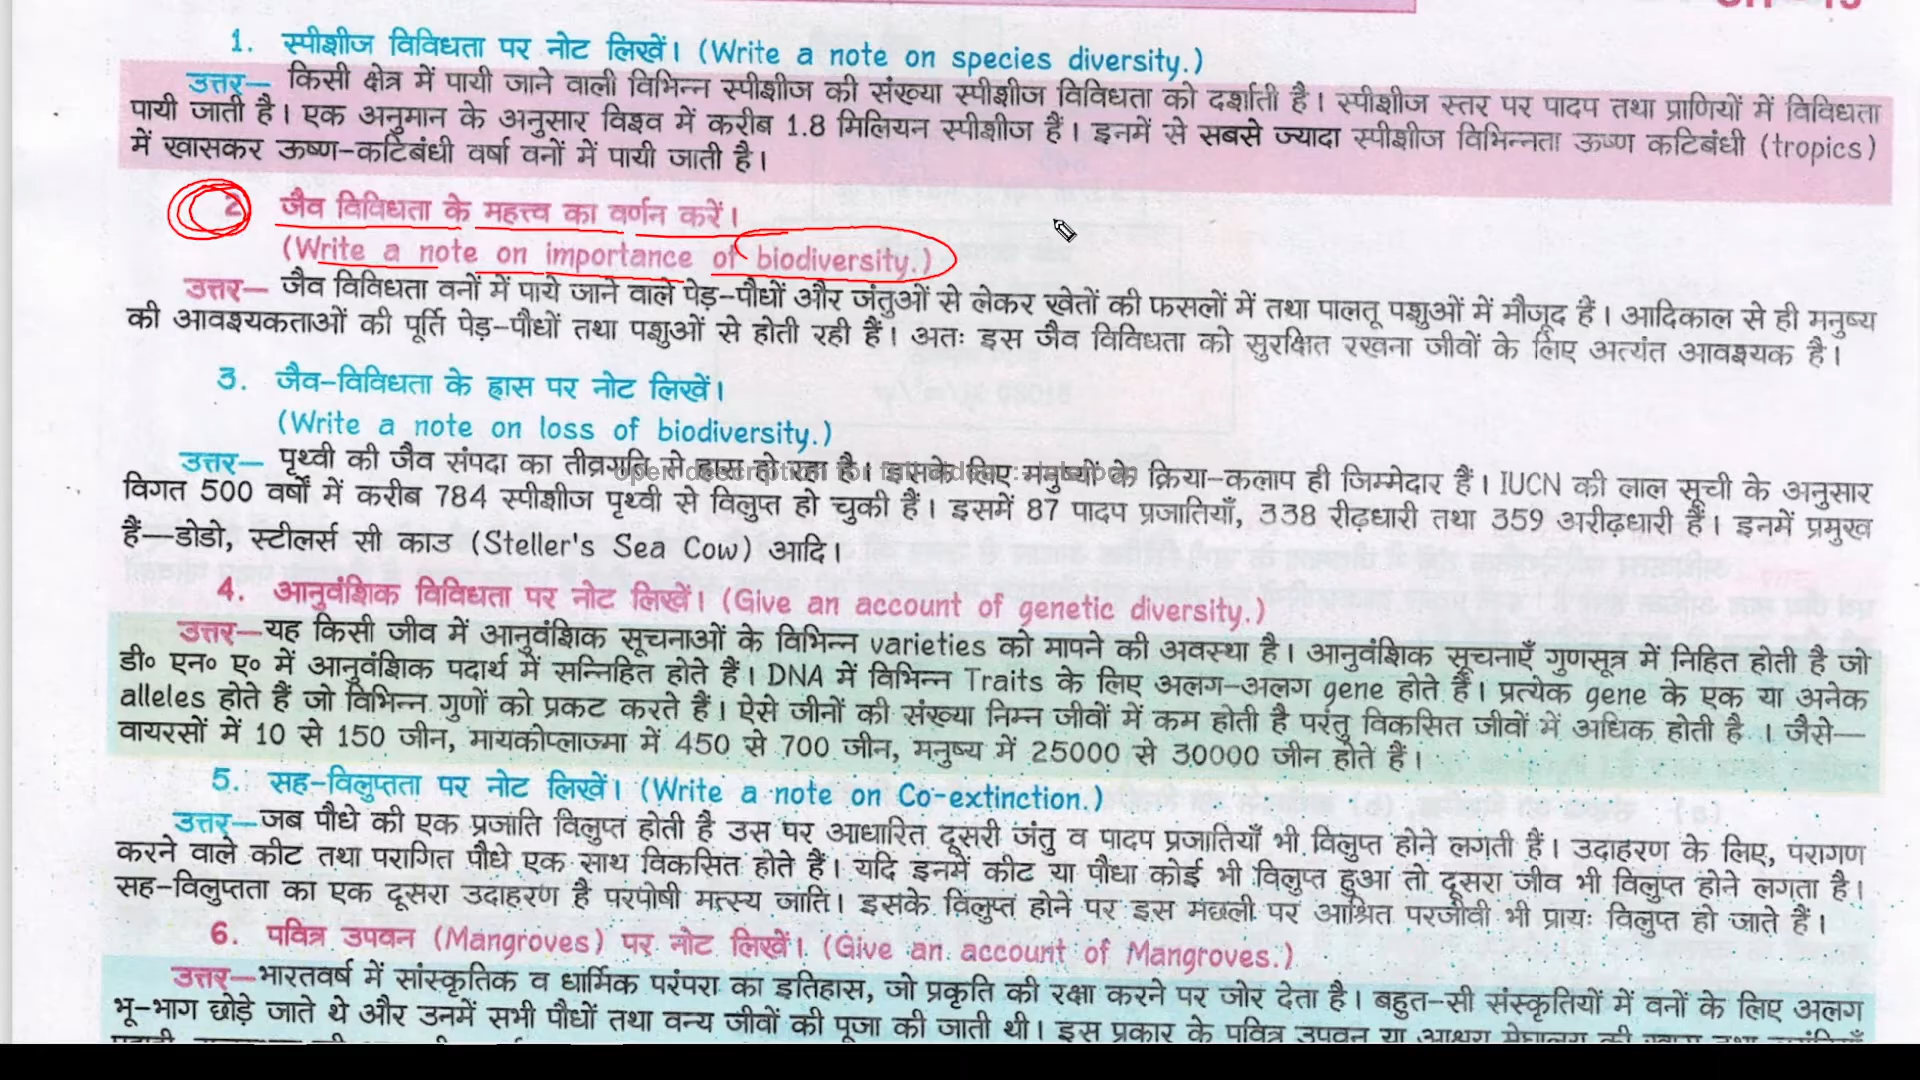 1. स्पीशीज विविधता पर नोट लिखें। (Write a note on species diversity.)
उत्तर— किसी क्षेत्र में पायी जाने वाली विभिन्न स्पीशीज की संख्या स्पीशीज विविधता को दर्शाती है। स्पीशीज स्तर पर पादप तथा प्राणियों में विविधता
पायी जाती है। एक अनुमान के अनुसार विश्व में करीब 1.8 मिलियन स्पीशीज हैं। इनमें से सबसे ज्यादा स्पीशीज विभिन्नता ऊष्ण कटिबंधी (tropics)
में खासकर ऊष्ण-कटिबंधी वर्षा वनों में पायी जाती है।
2. जैव विविधता के महत्त्व का वर्णन करें।
(Write a note on importance of biodiversity.)
उत्तर— जैव विविधता वनों में पाये जाने वाले पेड़-पौधों और जंतुओं से लेकर खेतों की फसलों में तथा पालतू पशुओं में मौजूद हैं। आदिकाल से ही मनुष्य
की आवश्यकताओं की पूर्ति पेड़-पौधों तथा पशुओं से होती रही हैं। अतः इस जैव विविधता को सुरक्षित रखना जीवों के लिए अत्यंत आवश्यक है।
3. जैव-विविधता के ह्रास पर नोट लिखें।
(Write a note on loss of biodiversity.)
उत्तर— पृथ्वी की जैव संपदा का तीव्रगति से ह्रास हो रहा है। इसके लिए मनुष्यों के क्रिया-कलाप ही जिम्मेदार हैं। IUCN की लाल सूची के अनुसार
open description for full video :
विगत 500 वर्षों में करीब 784 स्पीशीज पृथ्वी से विलुप्त हो चुकी हैं। इसमें 87 पादप प्रजातियाँ, 338 रीढ़धारी तथा 359 अरीढ़धारी हैं। इनमें प्रमुख
हैं—डोडो, स्टीलर्स सी काउ (Steller's Sea Cow) आदि।
4. आनुवंशिक विविधता पर नोट लिखें। (Give an account of genetic diversity.)
उत्तर—यह किसी जीव में आनुवंशिक सूचनाओं के विभिन्न varieties को मापने की अवस्था है। आनुवंशिक सूचनाएँ गुणसूत्र में निहित होती है जो
डी० एन० ए० में आनुवंशिक पदार्थ में सन्निहित होते हैं। DNA में विभिन्न Traits के लिए अलग-अलग gene होते हैं। प्रत्येक gene के एक या अनेक
alleles होते हैं जो विभिन्न गुणों को प्रकट करते हैं। ऐसे जीनों की संख्या निम्न जीवों में कम होती है परंतु विकसित जीवों में अधिक होती है । जैसे—
वायरसों में 10 से 150 जीन, मायकोप्लाज्मा में 450 से 700 जीन, मनुष्य में 25000 से 30000 जीन होते हैं।
5. सह-विलुप्तता पर नोट लिखें। (Write a note on Co-extinction.)
उत्तर—जब पौधे की एक प्रजाति विलुप्त होती है उस पर आधारित दूसरी जंतु व पादप प्रजातियाँ भी विलुप्त होने लगती हैं। उदाहरण के लिए, परागण
करने वाले कीट तथा परागित पौधे एक साथ विकसित होते हैं। यदि इनमें कीट या पौधा कोई भी विलुप्त हुआ तो दूसरा जीव भी विलुप्त होने लगता है।
सह-विलुप्तता का एक दूसरा उदाहरण है परपोषी मत्स्य जाति। इसके विलुप्त होने पर इस मछली पर आश्रित परजीवी भी प्रायः विलुप्त हो जाते हैं।
6. पवित्र उपवन (Mangroves) पर नोट लिखें। (Give an account of Mangroves.)
उत्तर—भारतवर्ष में सांस्कृतिक व धार्मिक परंपरा का इतिहास, जो प्रकृति की रक्षा करने पर जोर देता है। बहुत-सी संस्कृतियों में वनों के लिए अलग
भू-भाग छोड़े जाते थे और उनमें सभी पौधों तथा वन्य जीवों की पूजा की जाती थी। इस प्रकार के पवित्र उपवन या आश्रय मेघालय की